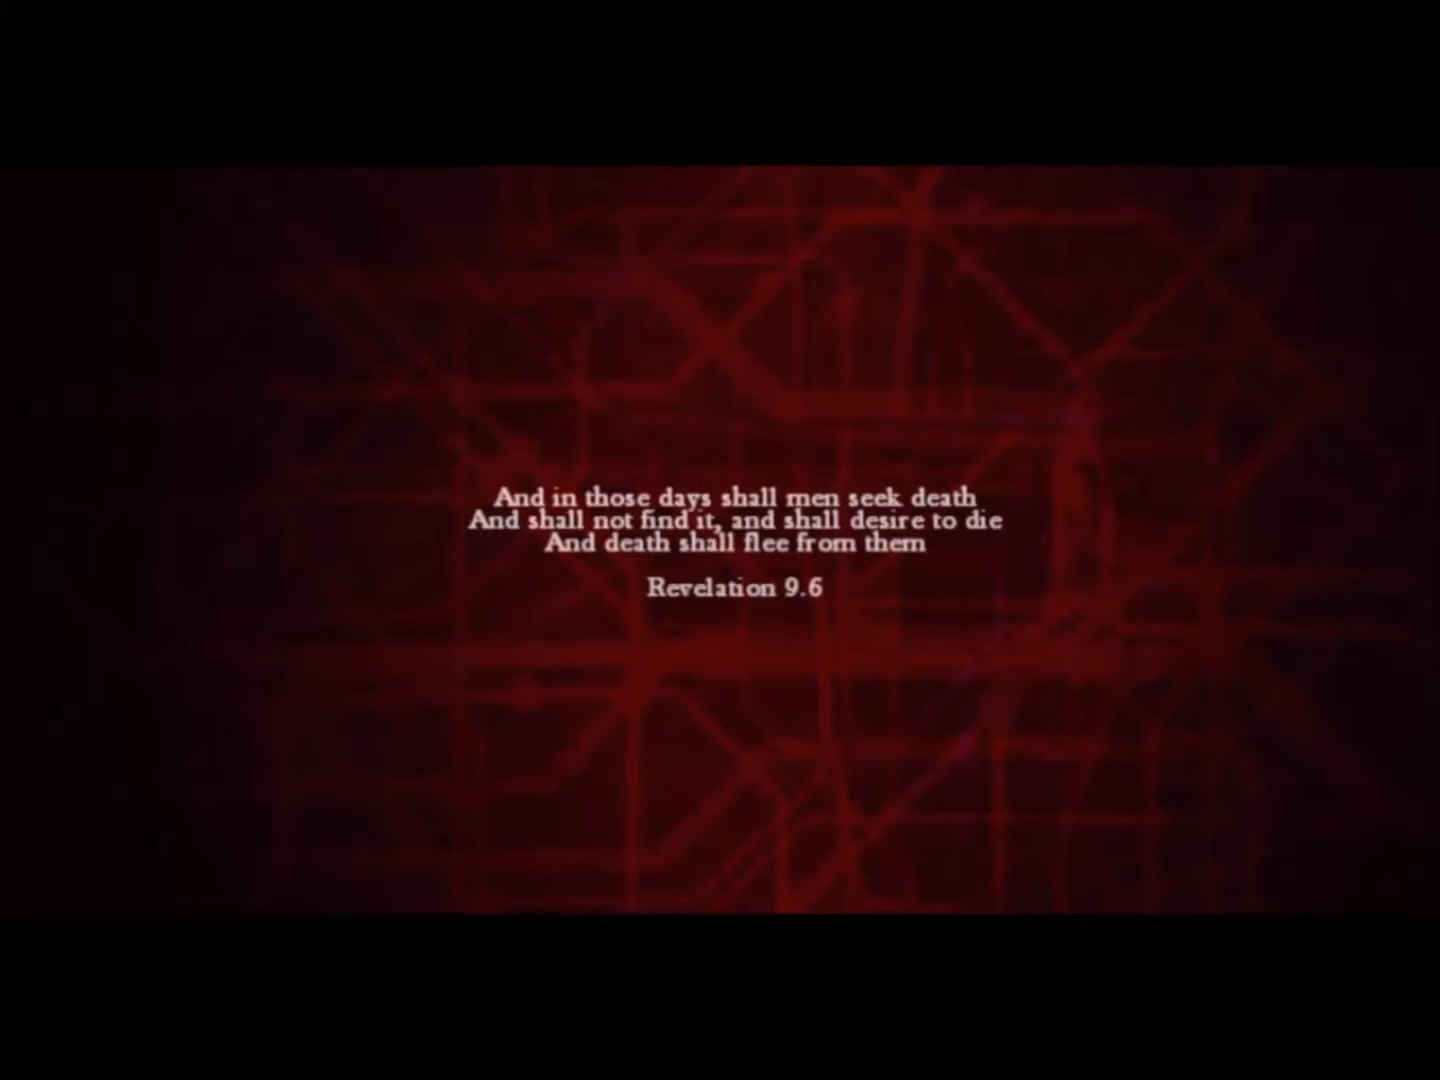 And in those days shall men seek death
And shall not find it, and shall desire to die
And death shall flee from them
Revelation 9.6